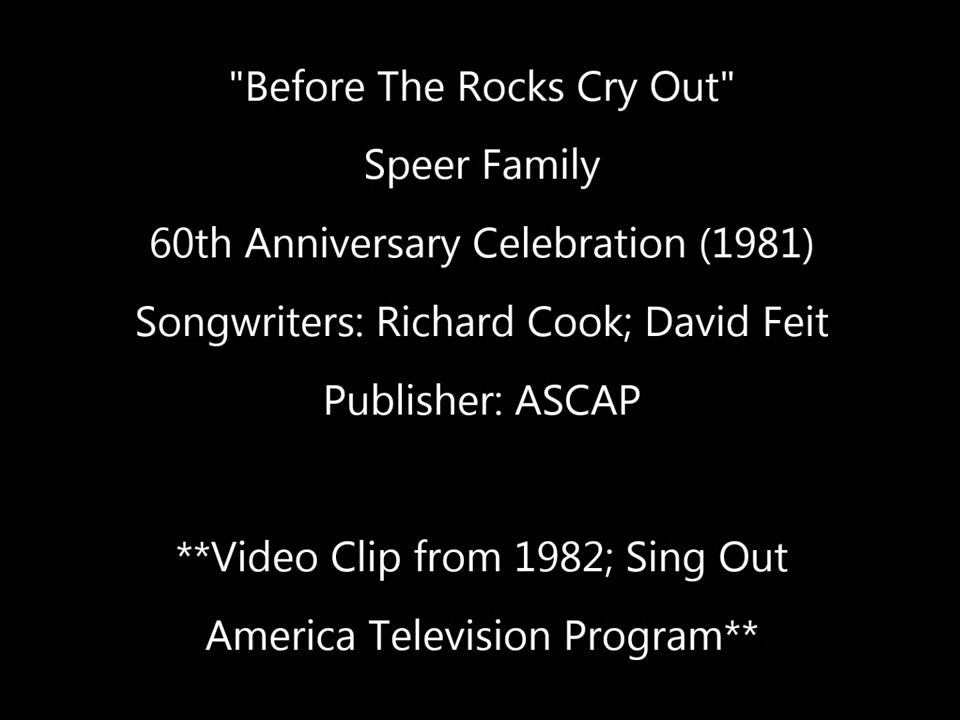 "Before The Rocks Cry Out"
Speer Family
60th Anniversary Celebration (1981)
Songwriters: Richard Cook; David Feit
Publisher: ASCAP
**Video Clip from 1982; Sing Out
America Television Program**